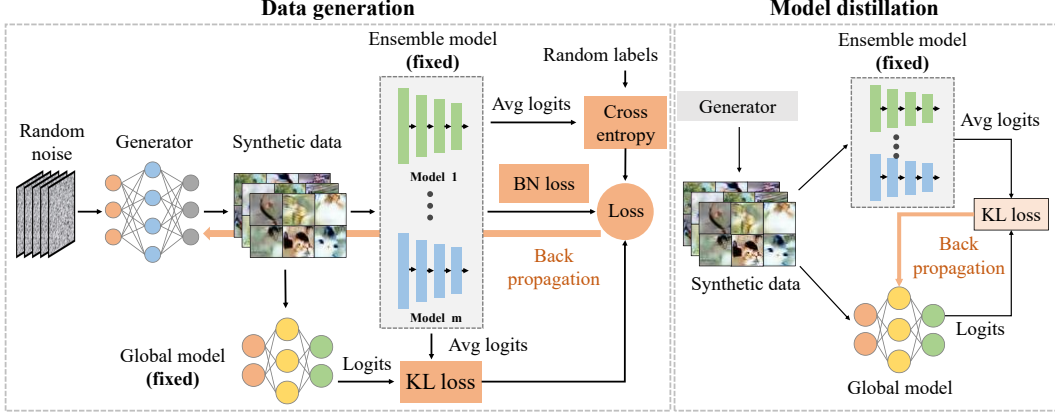 Data generation
Random
noise
Generator
Synthetic data
Ensemble model
(fixed)
Model 1
Model m
Avg logits
Random labels
Cross
entropy
BN loss
Loss
Back
propagation
Global model
(fixed)
Logits
Avg logits
KL loss
Model distillation
Ensemble model
(fixed)
Generator
Synthetic data
Avg logits
KL loss
Back
propagation
Logits
Global model